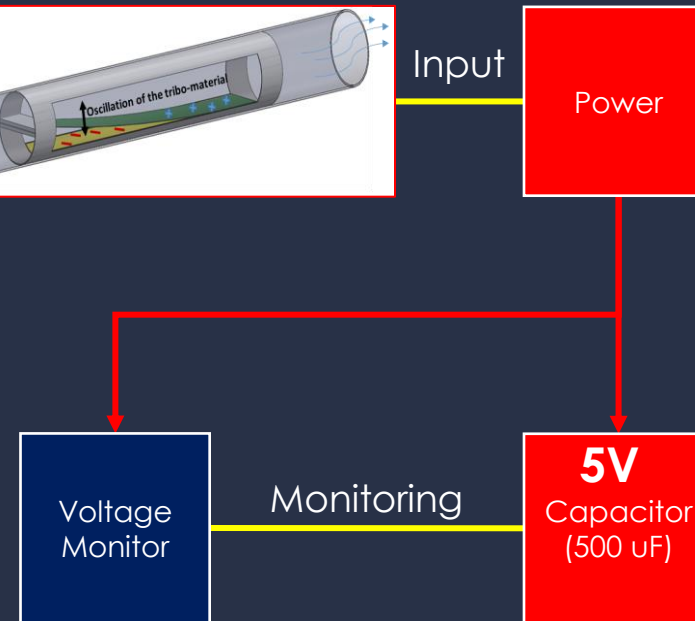 Oscillation of the tribo-material
Input
Power
Voltage
Monitor
Monitoring
5V
Capacitor
(500 uF)